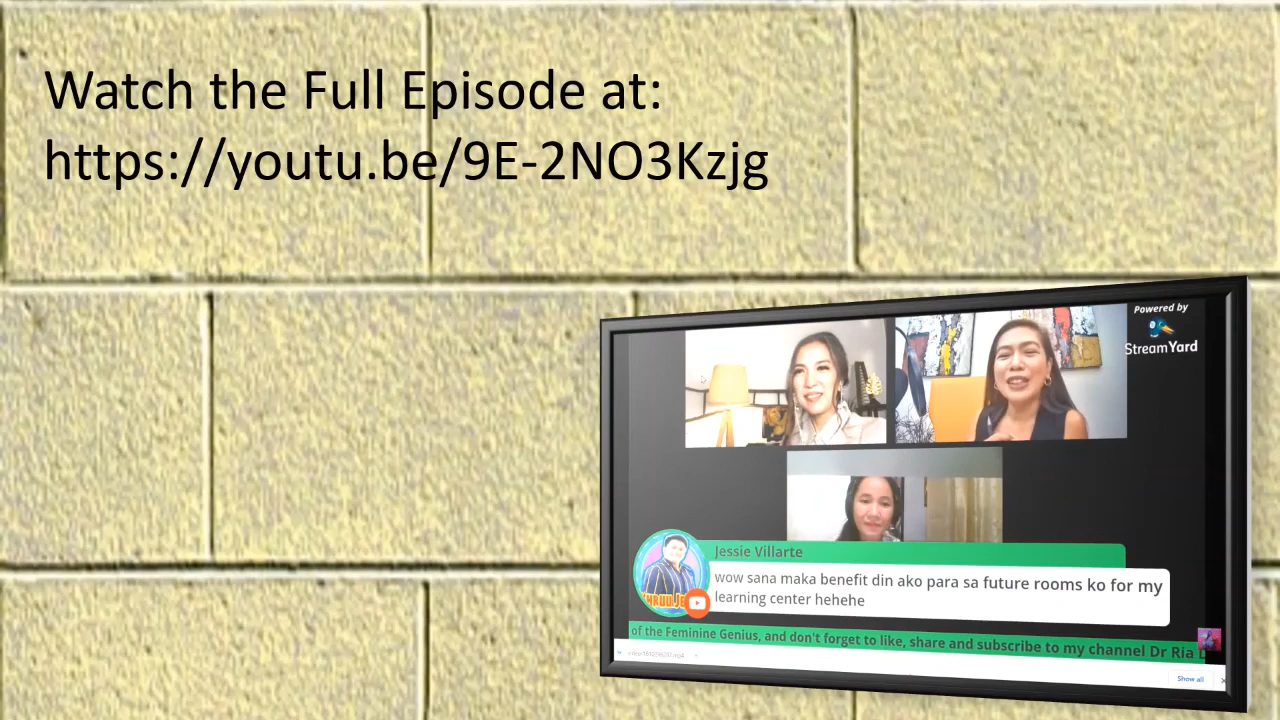 Watch the Full Episode at:
https://youtu.be/9E-2NO3Kzjg
Powered by
StreamYard
Jessie Villarte
wow sana maka benefit din ako para sa future rooms ko for my
learning center hehehe
of the Feminine Genius, and don't forget to like, share and subscribe to my channel Dr Ria
Show all